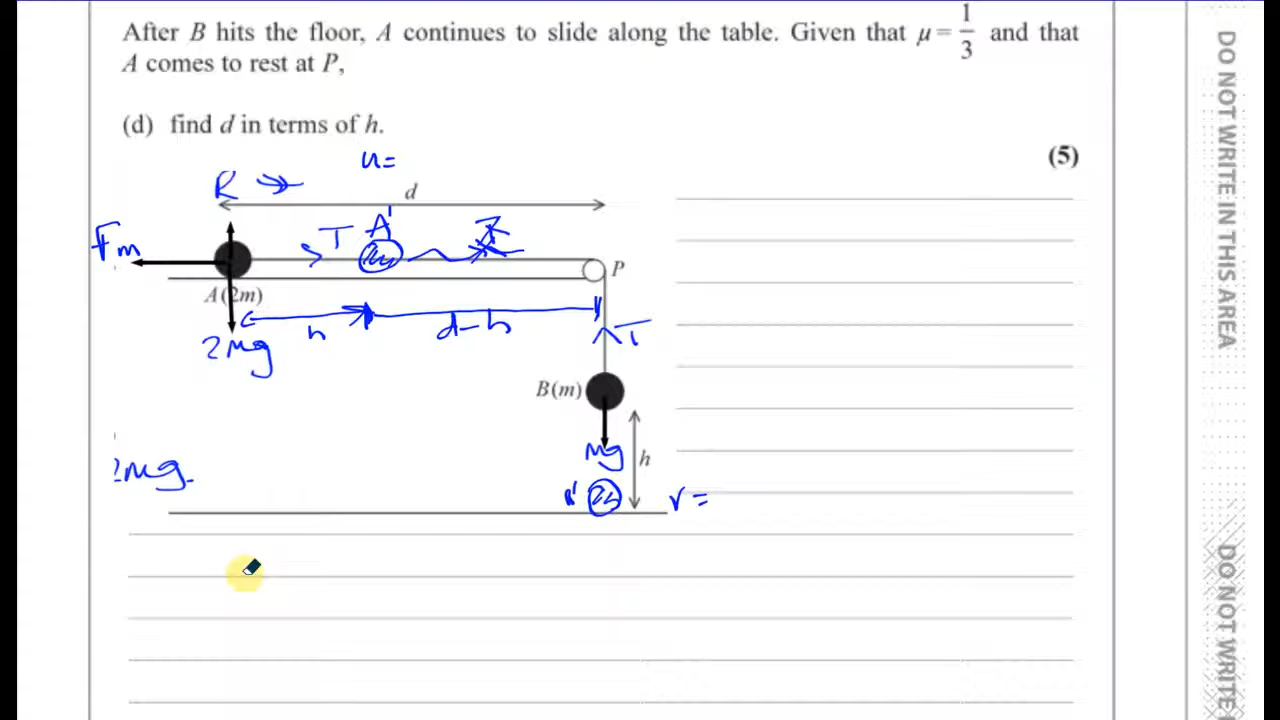 After B hits the floor, A continues to slide along the table. Given that μ = 1/3 and that
A comes to rest at P,
(d) find d in terms of h.
(5)
u=
R
d
Fm
T
A'
P
A(2m)
h
d-h
T
2mg
B(m)
mg
h
2mg.
B'
v=
DO NOT WRITE IN THIS AREA
DO NOT WRITE